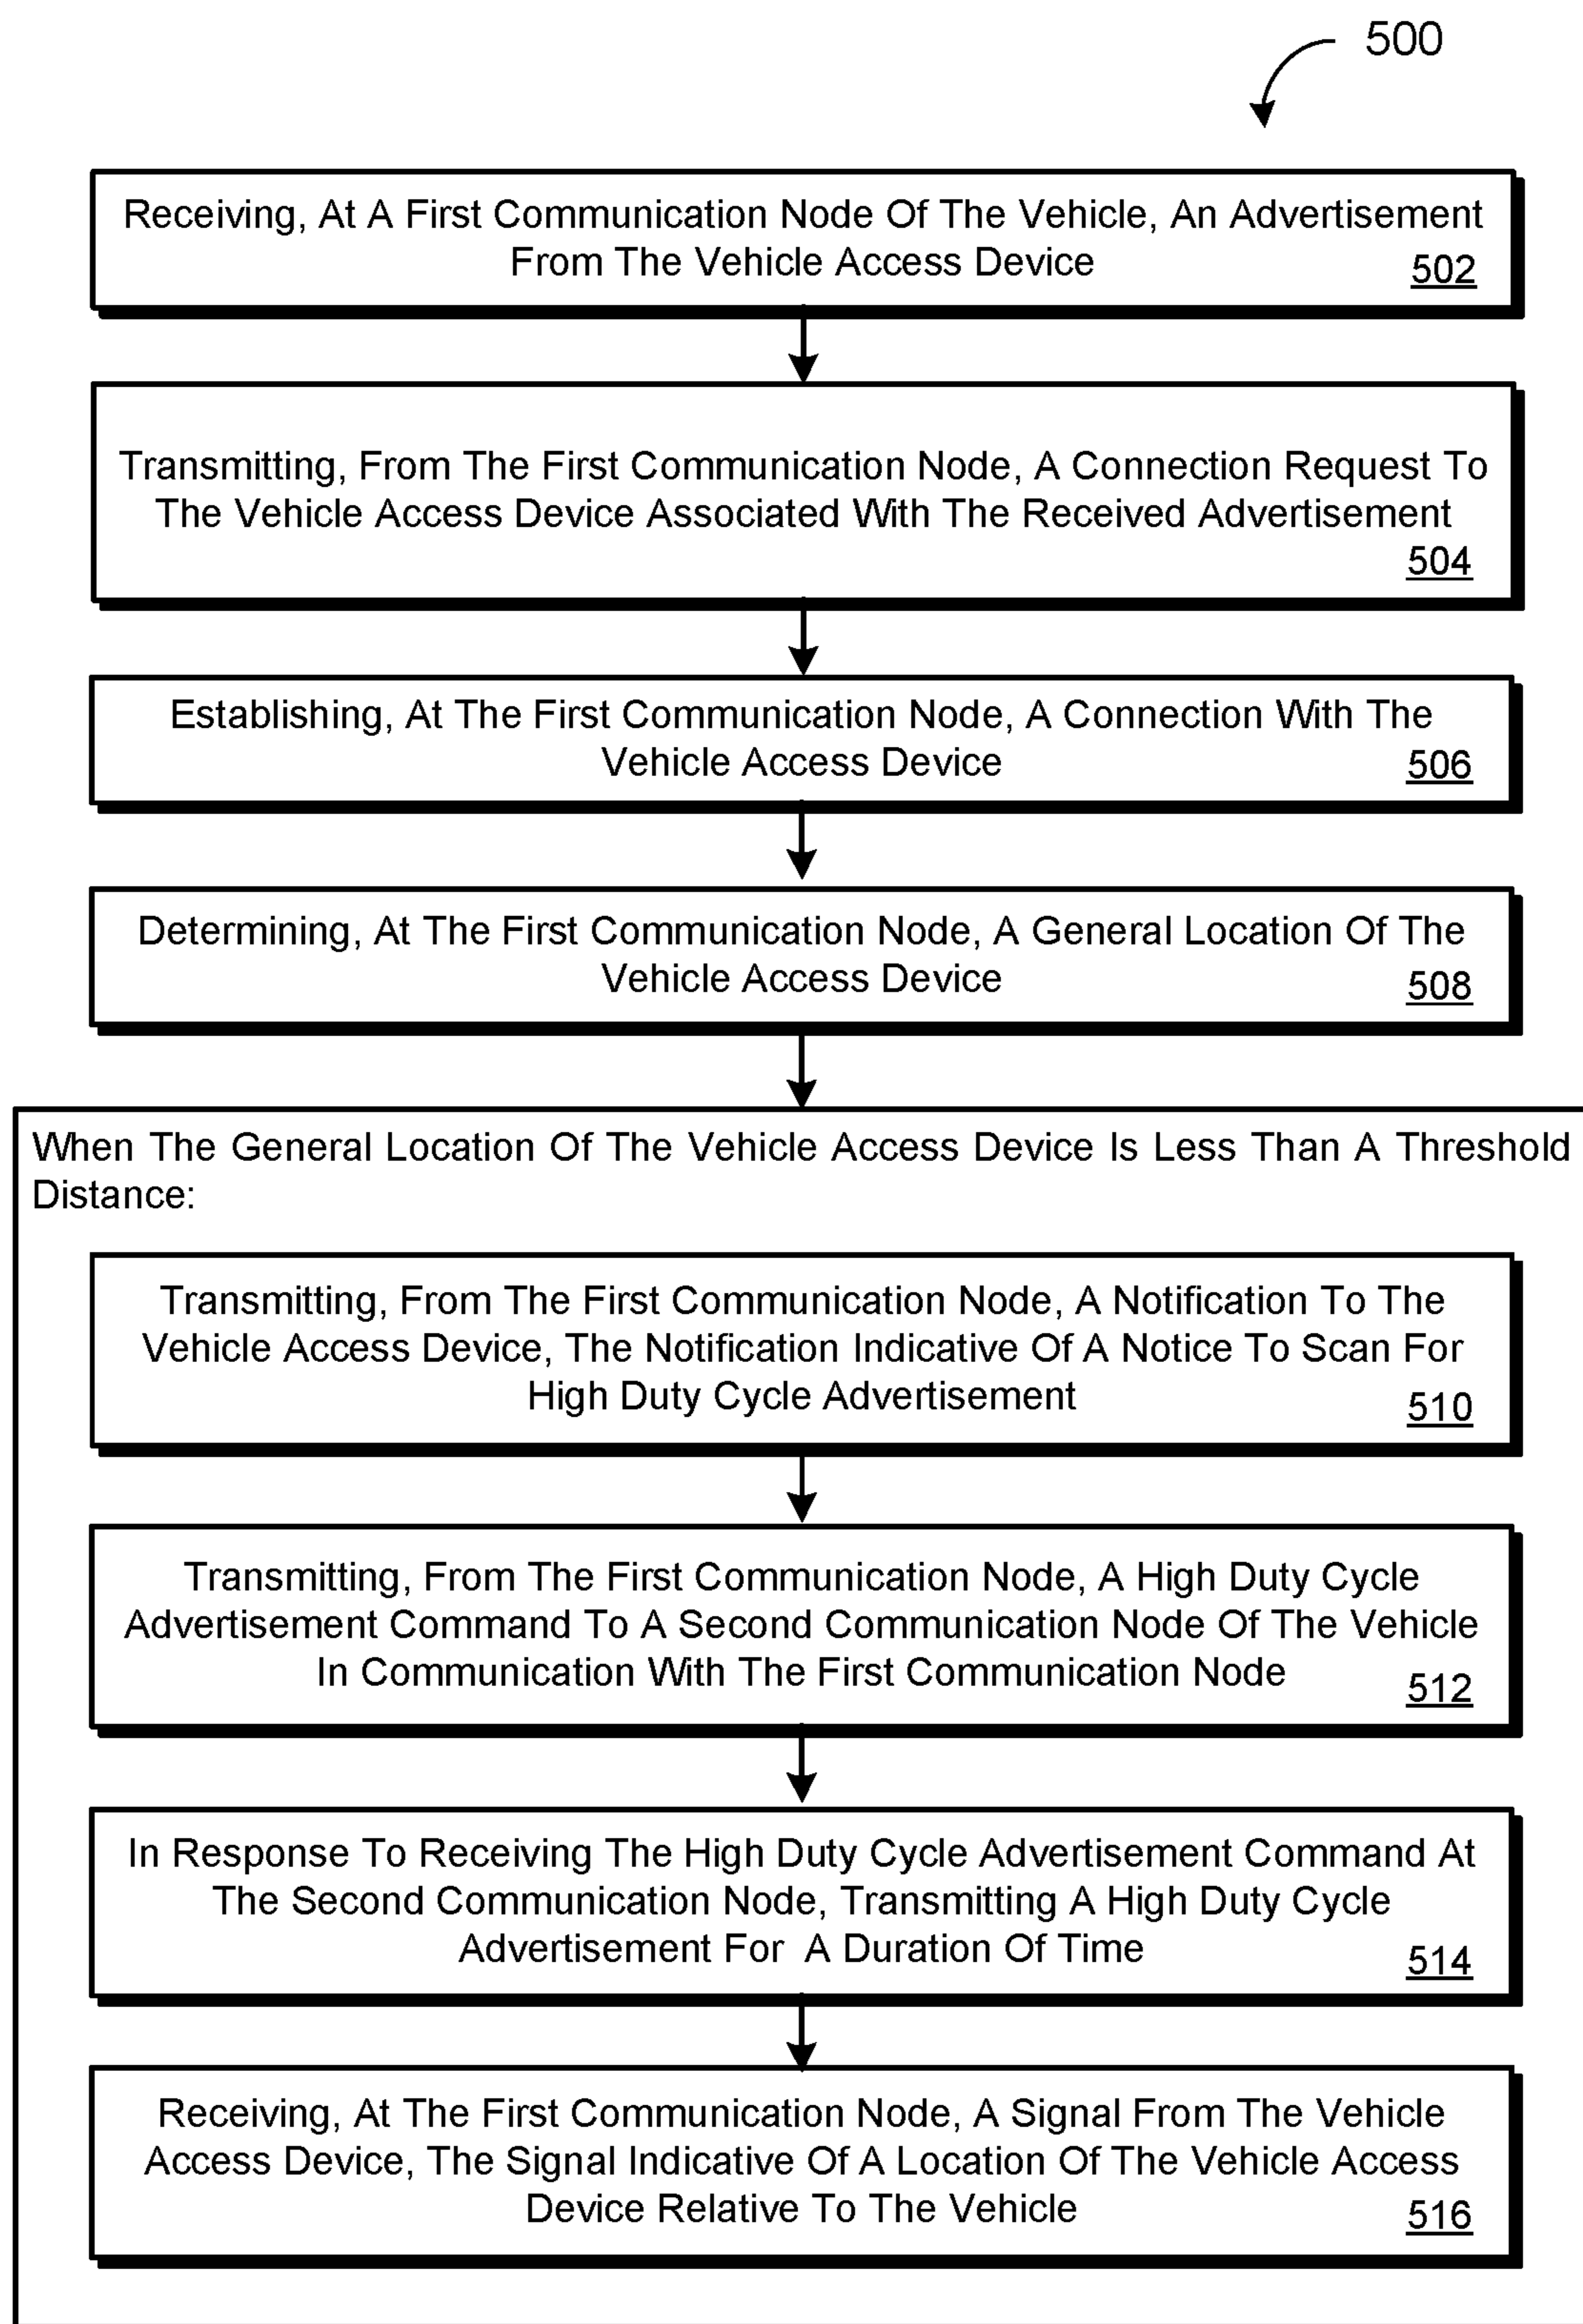 500
Receiving, At A First Communication Node Of The Vehicle, An Advertisement
From The Vehicle Access Device
502
Transmitting, From The First Communication Node, A Connection Request To
The Vehicle Access Device Associated With The Received Advertisement
504
Establishing, At The First Communication Node, A Connection With The
Vehicle Access Device
506
Determining, At The First Communication Node, A General Location Of The
Vehicle Access Device
508
When The General Location Of The Vehicle Access Device Is Less Than A Threshold
Distance:
Transmitting, From The First Communication Node, A Notification To The
Vehicle Access Device, The Notification Indicative Of A Notice To Scan For
High Duty Cycle Advertisement
510
Transmitting, From The First Communication Node, A High Duty Cycle
Advertisement Command To A Second Communication Node Of The Vehicle
In Communication With The First Communication Node
512
In Response To Receiving The High Duty Cycle Advertisement Command At
The Second Communication Node, Transmitting A High Duty Cycle
Advertisement For A Duration Of Time
514
Receiving, At The First Communication Node, A Signal From The Vehicle
Access Device, The Signal Indicative Of A Location Of The Vehicle Access
Device Relative To The Vehicle
516